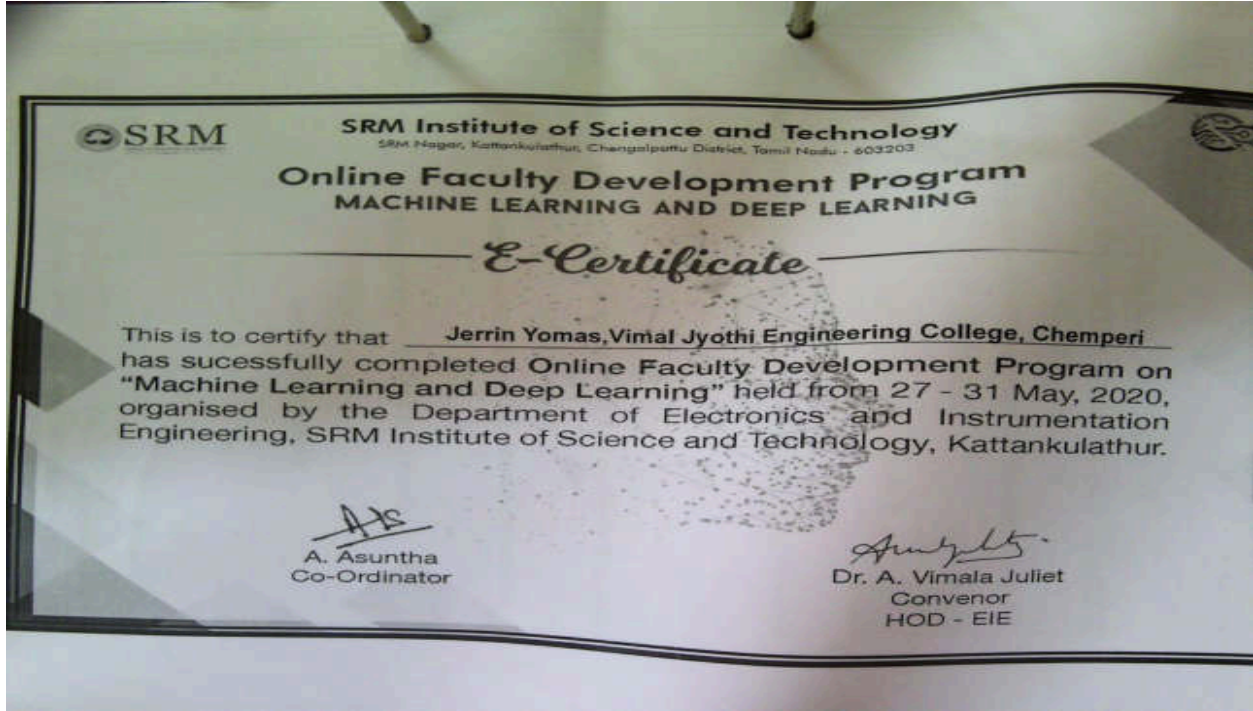 SRM
SRM Institute of Science and Technology
SRM Nagar, Kattankulathur, Chengalpattu District, Tamil Nadu - 603203
Online Faculty Development Program
MACHINE LEARNING AND DEEP LEARNING
E-Certificate
This is to certify that Jerrin Yomas,Vimal Jyothi Engineering College, Chemperi
has sucessfully completed Online Faculty Development Program on
“Machine Learning and Deep Learning” held from 27 - 31 May, 2020,
organised by the Department of Electronics and Instrumentation
Engineering, SRM Institute of Science and Technology, Kattankulathur.
A. Asuntha
Co-Ordinator
Dr. A. Vimala Juliet
Convenor
HOD - EIE